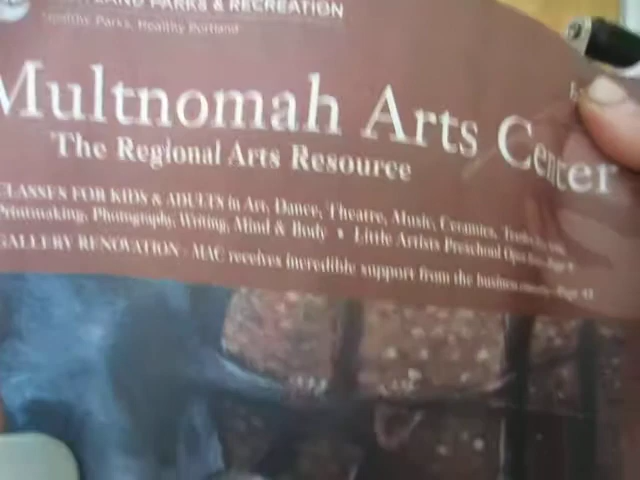 PARKS & RECREATION
Healthy Parks, Healthy Portland
Multnomah Arts Center
The Regional Arts Resource
CLASSES FOR KIDS & ADULTS in Art, Dance, Theatre, Music, Ceramics,
Printmaking, Photography, Writing, Mind & Body • Little Artists Preschool
GALLERY RENOVATION - MAC receives incredible support from the business